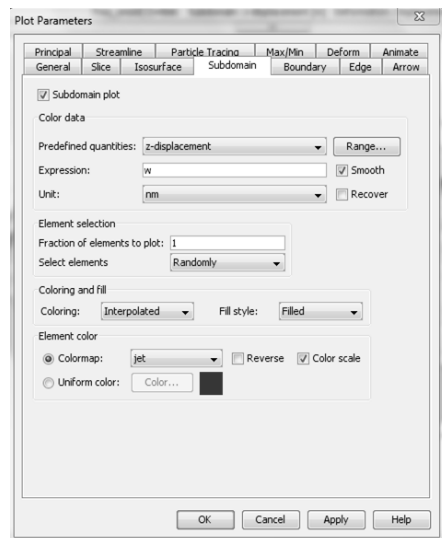 Plot Parameters
Principal Streamline Particle Tracing Max/Min Deform Animate
General Slice Isosurface Subdomain Boundary Edge Arrow
Subdomain plot
Color data
Predefined quantities: z-displacement Range...
Expression: w Smooth
Unit: nm Recover
Element selection
Fraction of elements to plot: 1
Select elements Randomly
Coloring and fill
Coloring: Interpolated Fill style: Filled
Element color
Colormap: jet Reverse Color scale
Uniform color: Color...
OK Cancel Apply Help